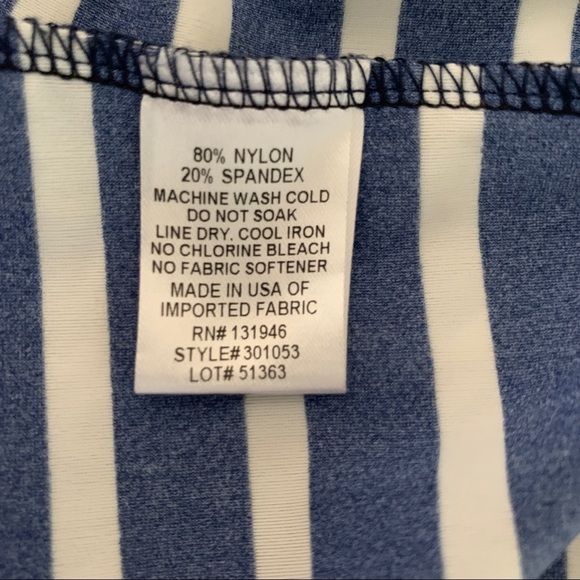 80% NYLON
20% SPANDEX
MACHINE WASH COLD
DO NOT SOAK
LINE DRY, COOL IRON
NO CHLORINE BLEACH
NO FABRIC SOFTENER
MADE IN USA OF
IMPORTED FABRIC
RN# 131946
STYLE# 301053
LOT# 51363